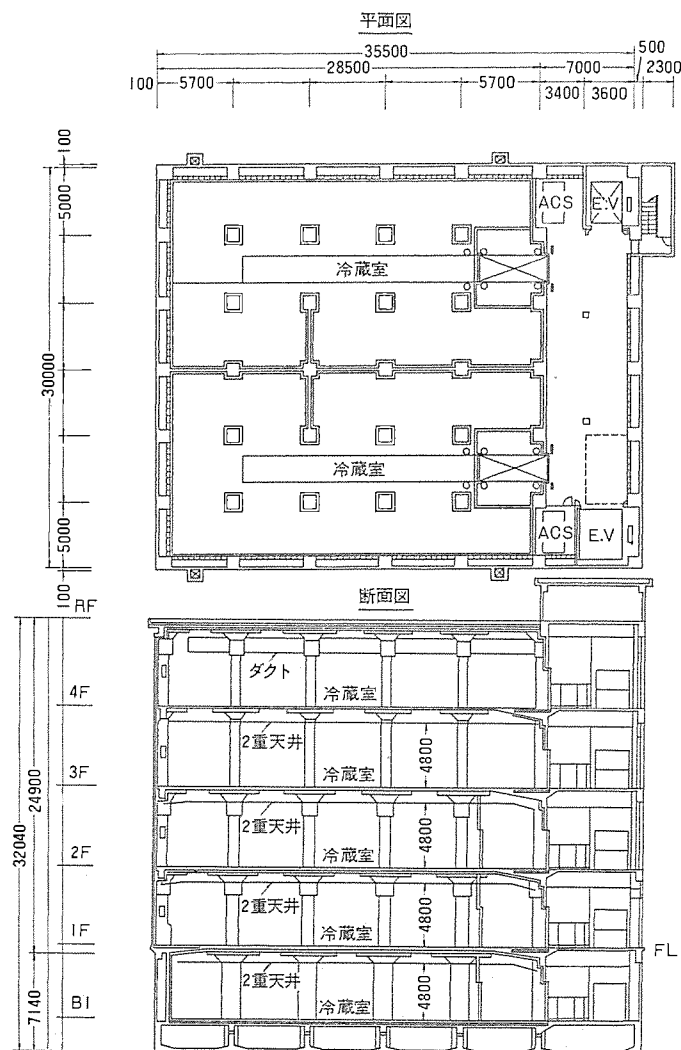 平面図
35500
500
28500
7000
2300
100
5700
5700
3400
3600
100
5000
30000
5000
100
ACS
E.V
冷蔵室
冷蔵室
ACS
E.V
断面図
RF
4F
3F
2F
1F
B1
32040
24900
7140
ダクト
冷蔵室
2重天井
4800
冷蔵室
2重天井
4800
冷蔵室
2重天井
4800
冷蔵室
FL
2重天井
4800
冷蔵室